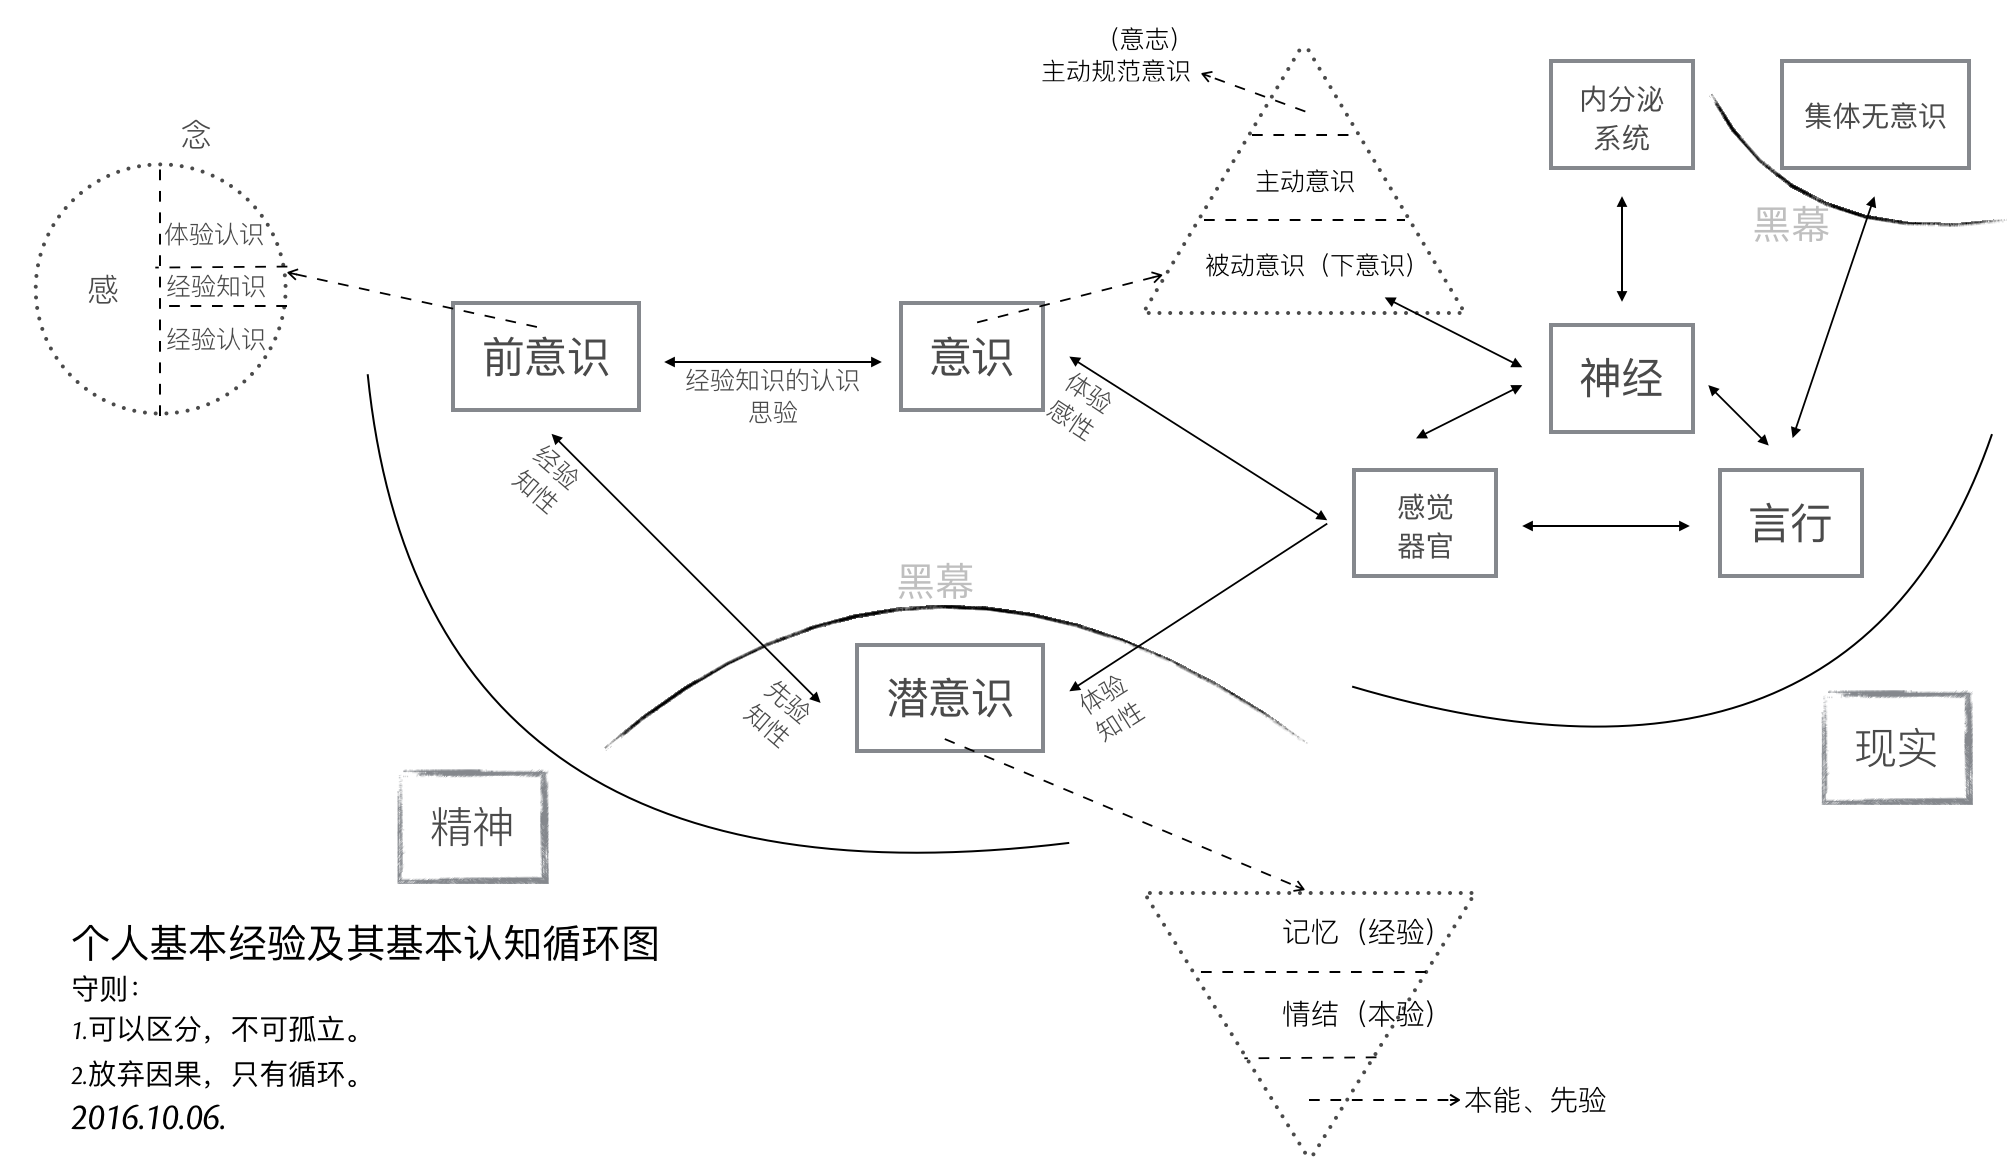 （意志）
主动规范意识
主动意识
被动意识（下意识）
内分泌
系统
集体无意识
黑幕
念
感
体验认识
经验知识
经验认识
前意识
经验知识的认识
思验
意识
体验
感性
神经
经验
知性
感觉
器官
言行
黑幕
潜意识
先验
知性
体验
知性
现实
精神
记忆（经验）
情结（本验）
本能、先验
个人基本经验及其基本认知循环图
守则：
1.可以区分，不可孤立。
2.放弃因果，只有循环。
2016.10.06.